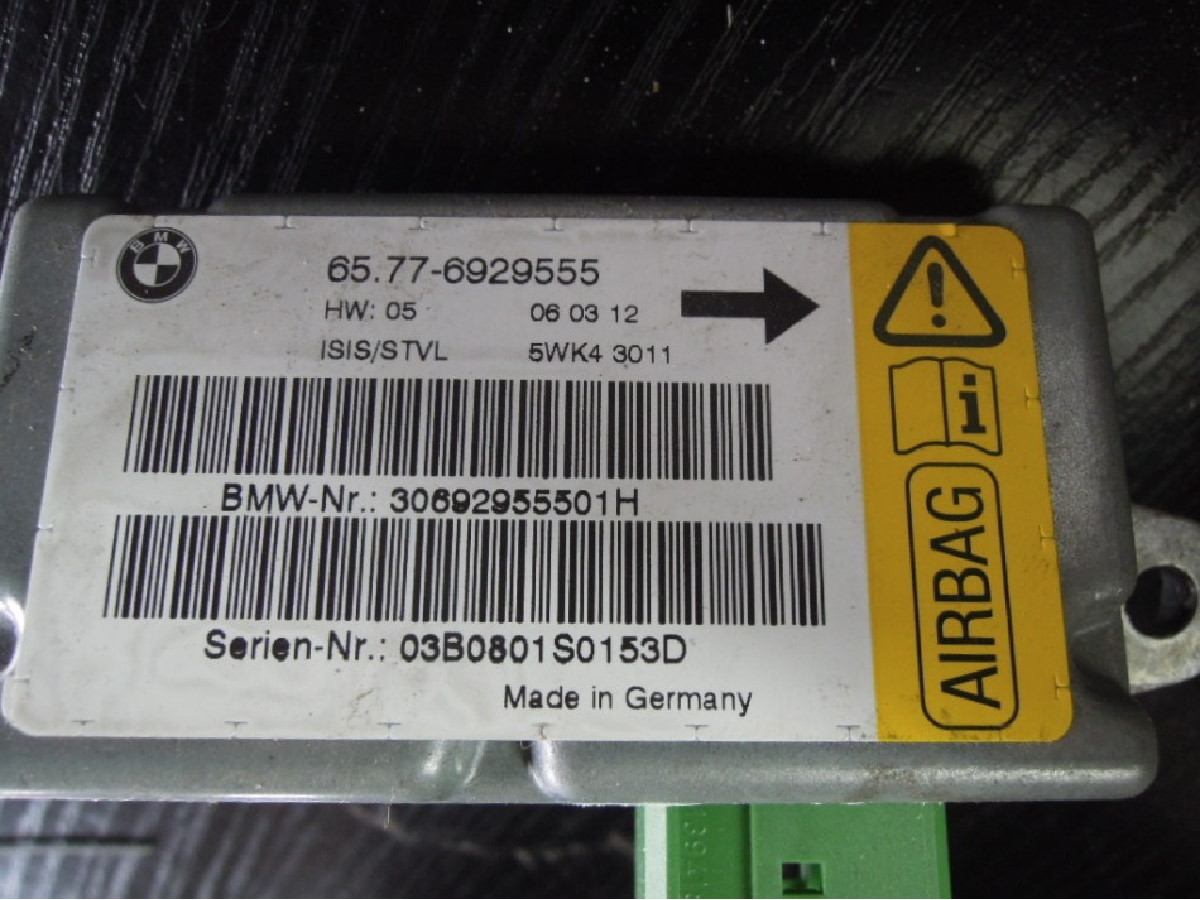 BMW
65.77-6929555
HW: 05 06 03 12
ISIS/STVL 5WK4 3011
BMW-Nr.: 30692955501H
Serien-Nr.: 03B0801S0153D
Made in Germany
i
AIRBAG